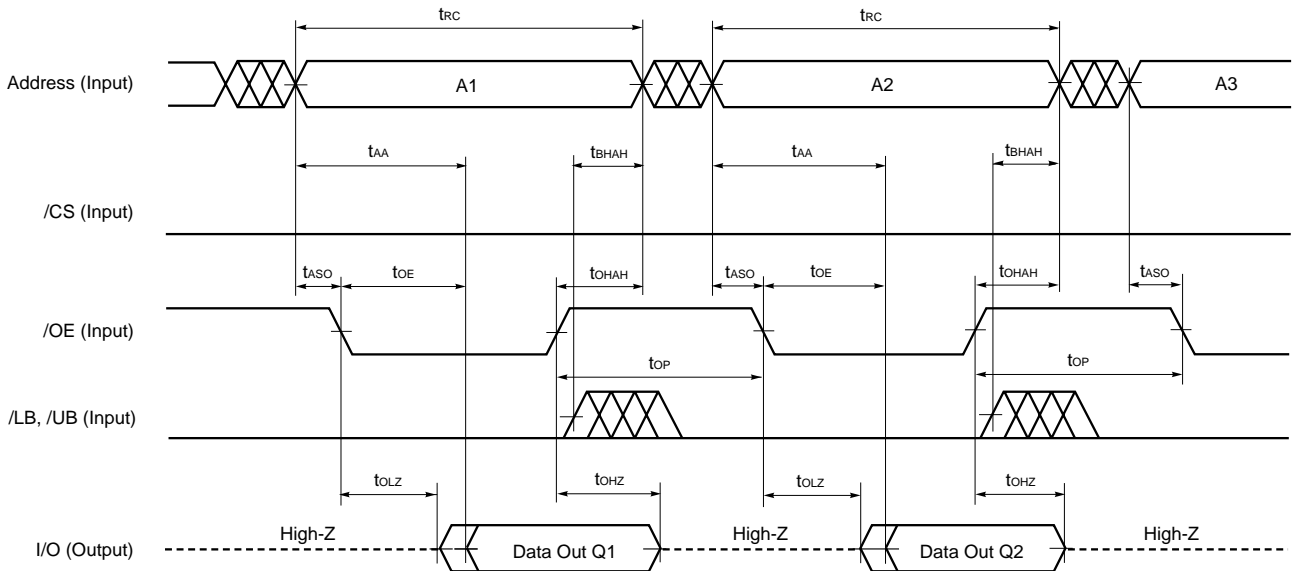 tRC tRC
Address (Input) A1 A2 A3
tAA tBHAH tAA tBHAH
/CS (Input)
tASO tOE tOHAH tASO tOE tOHAH tASO
/OE (Input)
tOP tOP
/LB, /UB (Input)
tOLZ tOHZ tOLZ tOHZ
High-Z High-Z High-Z
I/O (Output) Data Out Q1 Data Out Q2